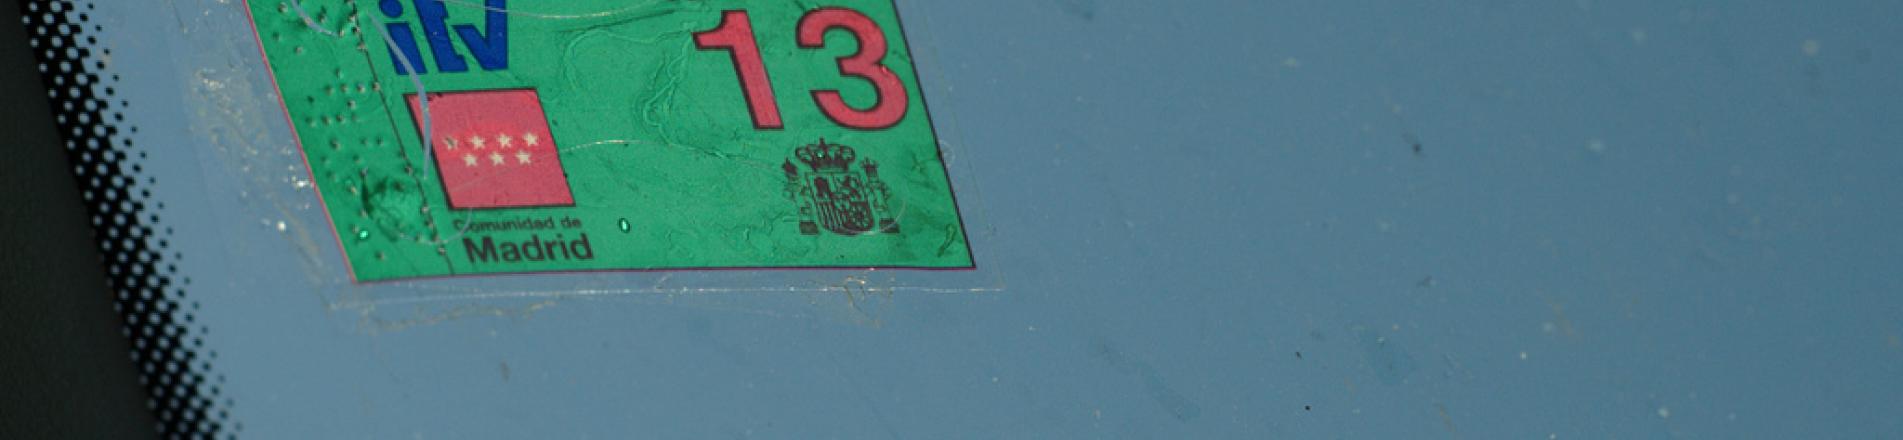 itv
13
Comunidad de
Madrid